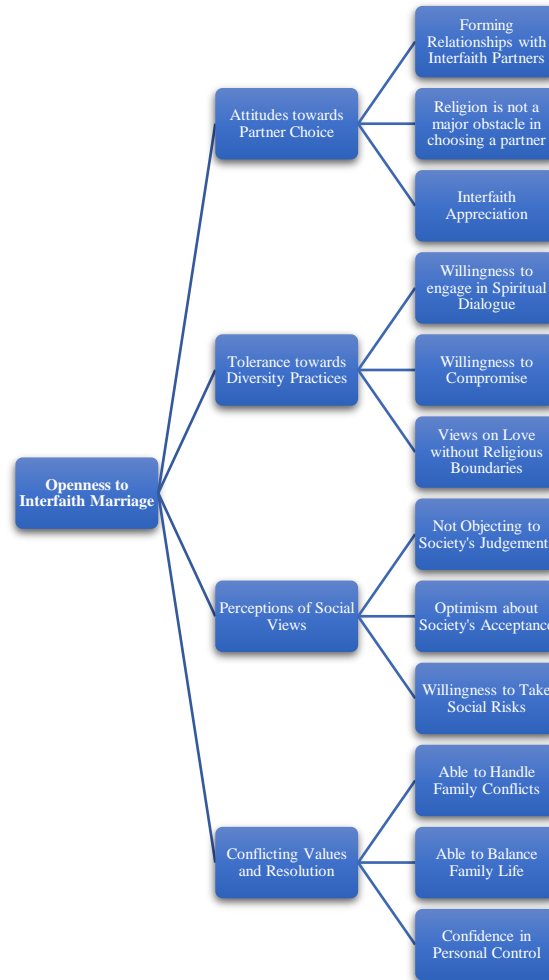 Openness to
Interfaith Marriage
Attitudes towards
Partner Choice
Forming
Relationships with
Interfaith Partners
Religion is not a
major obstacle in
choosing a partner
Interfaith
Appreciation
Tolerance towards
Diversity Practices
Willingness to
engage in Spiritual
Dialogue
Willingness to
Compromise
Views on Love
without Religious
Boundaries
Perceptions of Social
Views
Not Objecting to
Society's Judgement
Optimism about
Society's Acceptance
Willingness to Take
Social Risks
Conflicting Values
and Resolution
Able to Handle
Family Conflicts
Able to Balance
Family Life
Confidence in
Personal Control